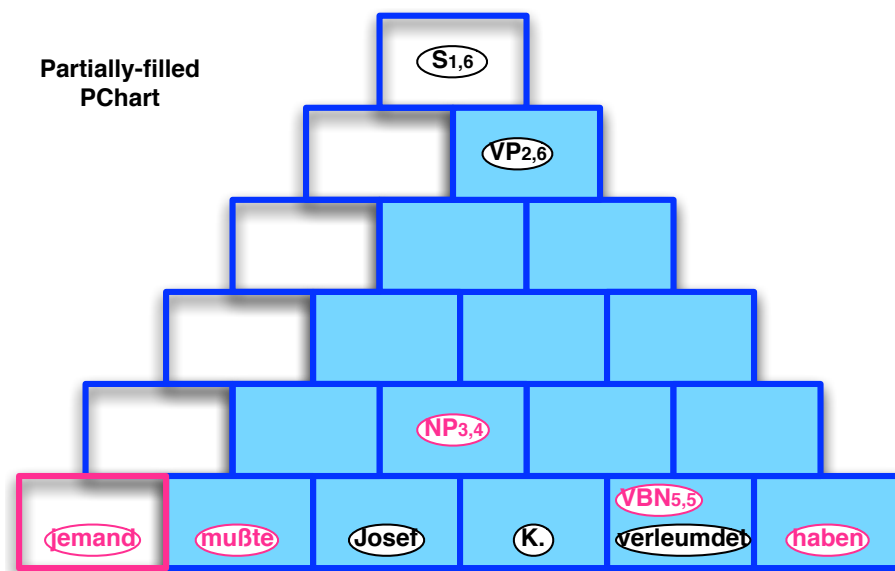 Partially-filled
PChart
S1,6
VP2,6
NP3,4
VBN5,5
jemand mußte Josef K. verleumdet haben